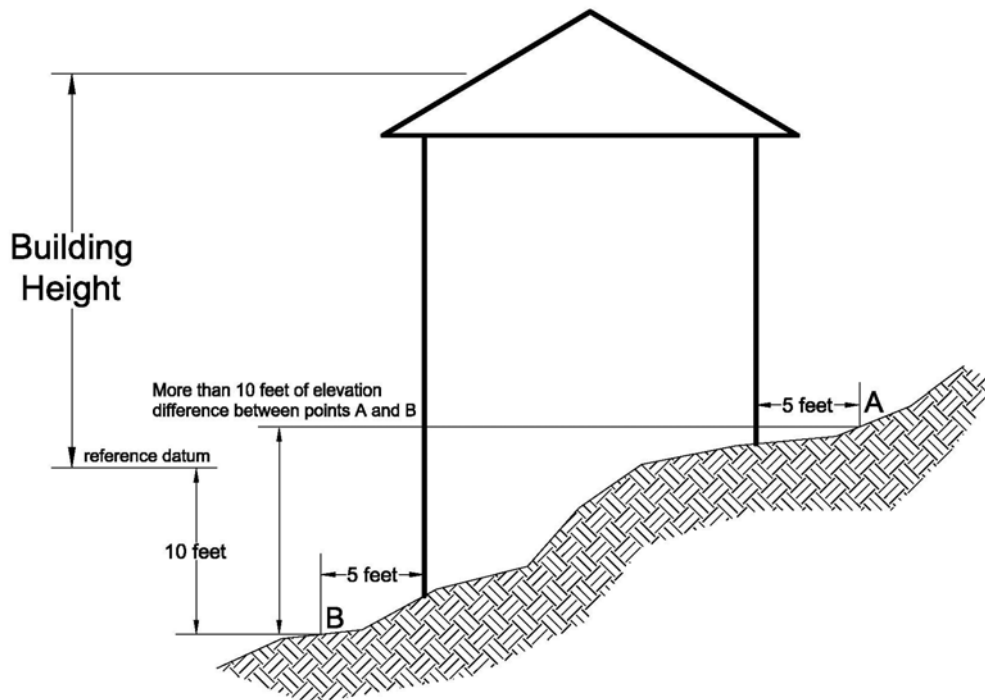 Building
Height
More than 10 feet of elevation
difference between points A and B
5 feet
A
reference datum
10 feet
5 feet
B